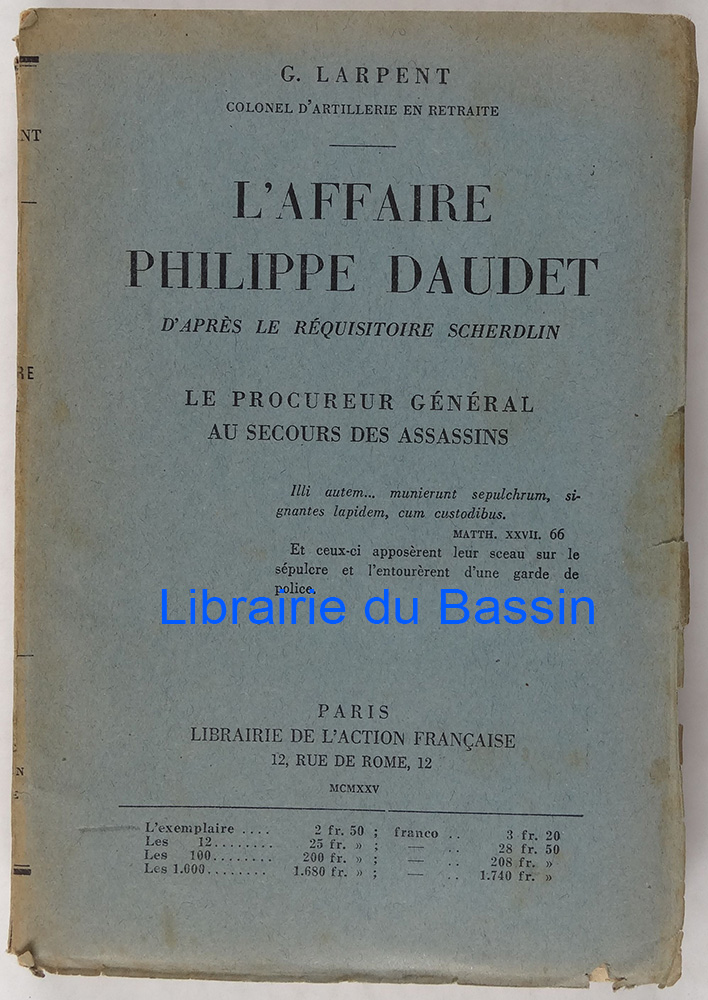 G. LARPENT
COLONEL D'ARTILLERIE EN RETRAITE
L'AFFAIRE
PHILIPPE DAUDET
D'APRÈS LE RÉQUISITOIRE SCHERDLIN
LE PROCUREUR GÉNÉRAL
AU SECOURS DES ASSASSINS
Illi autem... munierunt sepulchrum, si-
gnantes lapidem, cum custodibus.
MATTH. XXVII. 66
Et ceux-ci apposèrent leur sceau sur le
sépulcre et l'entourèrent d'une garde de
police.
Librairie du Bassin
PARIS
LIBRAIRIE DE L'ACTION FRANÇAISE
12, RUE DE ROME, 12
MCMXXV
L'exemplaire .... 2 fr. 50 ; franco .. 3 fr. 20
Les 12........ 25 fr. » ; — .. 28 fr. 50
Les 100........ 200 fr. » ; — .. 208 fr. »
Les 1.000........ 1.680 fr. » ; — .. 1.740 fr. »
NT
RE
N